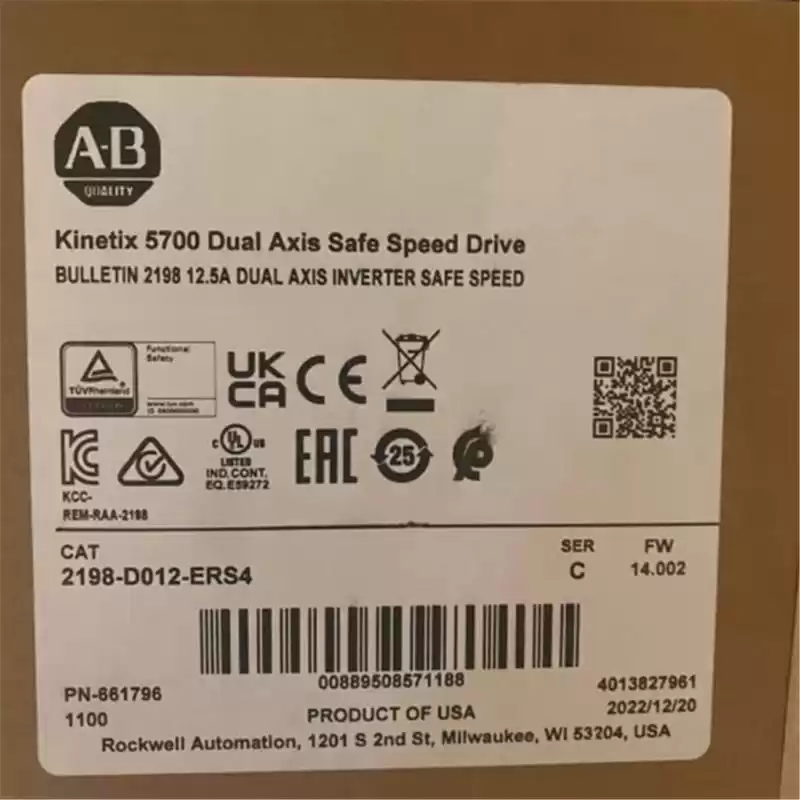 A-B
QUALITY
Kinetix 5700 Dual Axis Safe Speed Drive
BULLETIN 2198 12.5A DUAL AXIS INVERTER SAFE SPEED
TÜVRheinland
Functional
Safety
UK
CA
CE
KCC-
REM-RAA-2198
C UL US
LISTED
IND. CONT.
EQ. E59272
EAC
25
CAT
2198-D012-ERS4
SER
C
FW
14.002
00889508571188
PN-661796
1100
PRODUCT OF USA
4013827961
2022/12/20
Rockwell Automation, 1201 S 2nd St, Milwaukee, WI 53204, USA